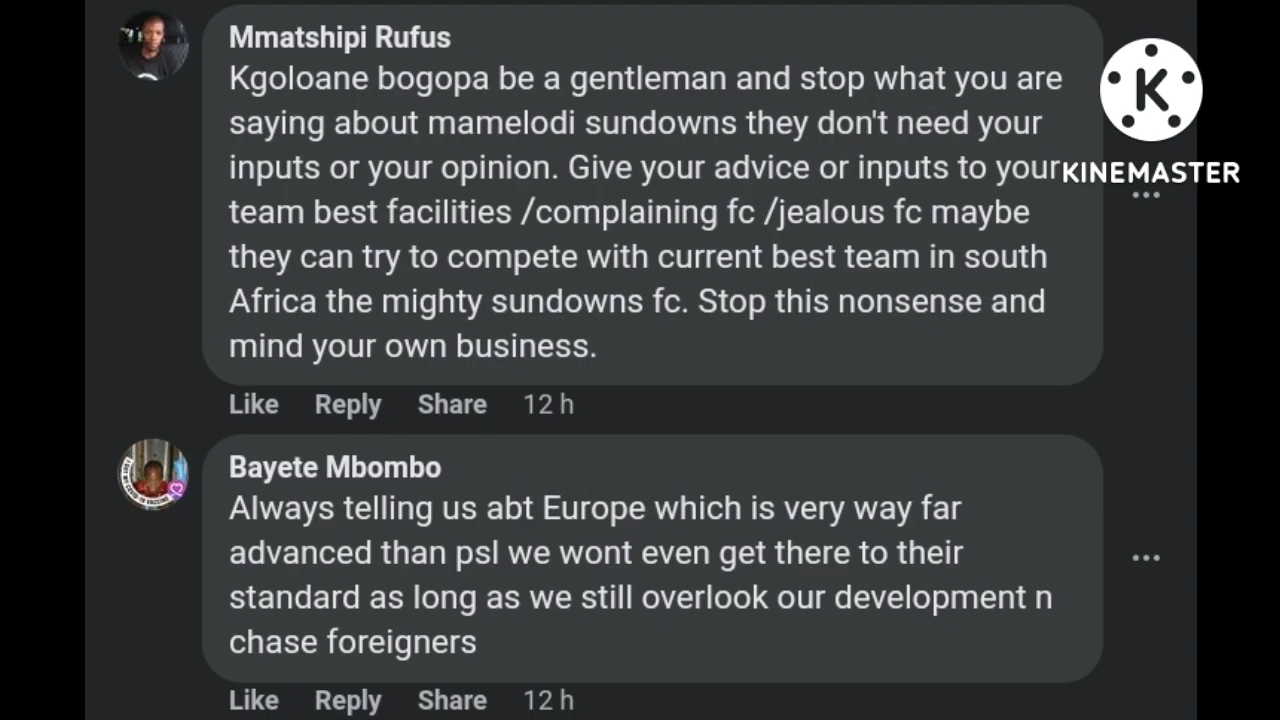 Mmatshipi Rufus
Kgoloane bogopa be a gentleman and stop what you are
saying about mamelodi sundowns they don't need your
inputs or your opinion. Give your advice or inputs to your
team best facilities /complaining fc /jealous fc maybe
they can try to compete with current best team in south
Africa the mighty sundowns fc. Stop this nonsense and
mind your own business.
Like Reply Share 12 h
K
KINEMASTER
Bayete Mbombo
Always telling us abt Europe which is very way far
advanced than psl we wont even get there to their
standard as long as we still overlook our development n
chase foreigners
Like Reply Share 12 h